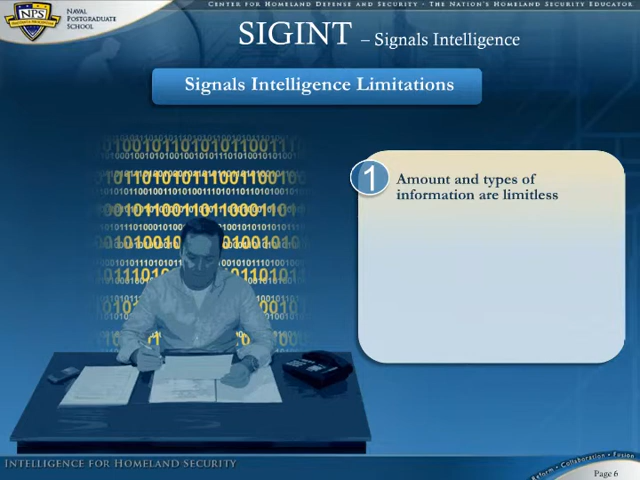 NPS
NAVAL
POSTGRADUATE
SCHOOL
CENTER FOR HOMELAND DEFENSE AND SECURITY • THE NATION'S HOMELAND SECURITY EDUCATOR
SIGINT – Signals Intelligence
Signals Intelligence Limitations
1 Amount and types of
information are limitless
INTELLIGENCE FOR HOMELAND SECURITY
Reform • Collaboration • Fusion
Page 6